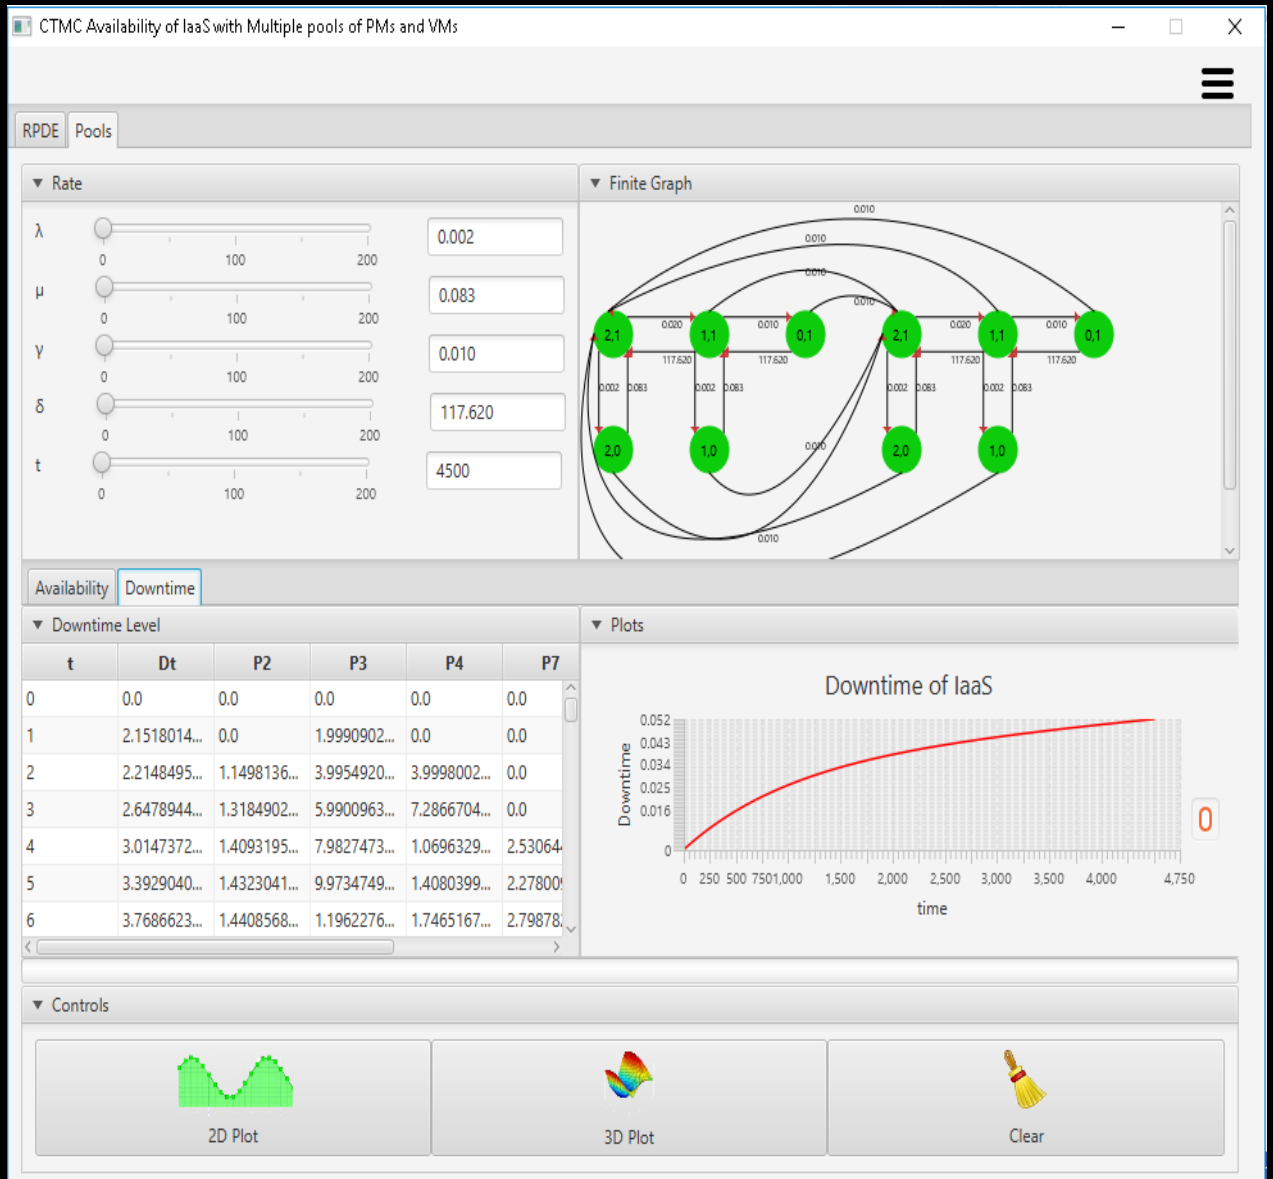 CTMC Availability of IaaS with Multiple pools of PMs and VMs
RPDE Pools
Rate
λ 0.002
0 100 200
μ 0.083
0 100 200
γ 0.010
0 100 200
δ 117.620
0 100 200
t 4500
0 100 200
Finite Graph
0.010
0.010
0.010
0.010
2,1 0.020 1,1 0.010 0,1 2,1 0.020 1,1 0.010 0,1
117.620 117.620 117.620 117.620
0.002 0.083 0.002 0.083 0.002 0.083 0.002 0.083
2,0 1,0 0.010 2,0 1,0
0.010
Availability Downtime
Downtime Level
t Dt P2 P3 P4 P7
0 0.0 0.0 0.0 0.0 0.0
1 2.1518014... 0.0 1.9990902... 0.0 0.0
2 2.2148495... 1.1498136... 3.9954920... 3.9998002... 0.0
3 2.6478944... 1.3184902... 5.9900963... 7.2866704... 0.0
4 3.0147372... 1.4093195... 7.9827473... 1.0696329... 2.53064
5 3.3929040... 1.4323041... 9.9734749... 1.4080399... 2.27800
6 3.7686623... 1.4408568... 1.1962276... 1.7465167... 2.79878
Plots
Downtime of IaaS
Downtime
0.052
0.043
0.034
0.025
0.016
0
0 250 500 750 1,000 1,500 2,000 2,500 3,000 3,500 4,000 4,750
time
0
Controls
2D Plot 3D Plot Clear